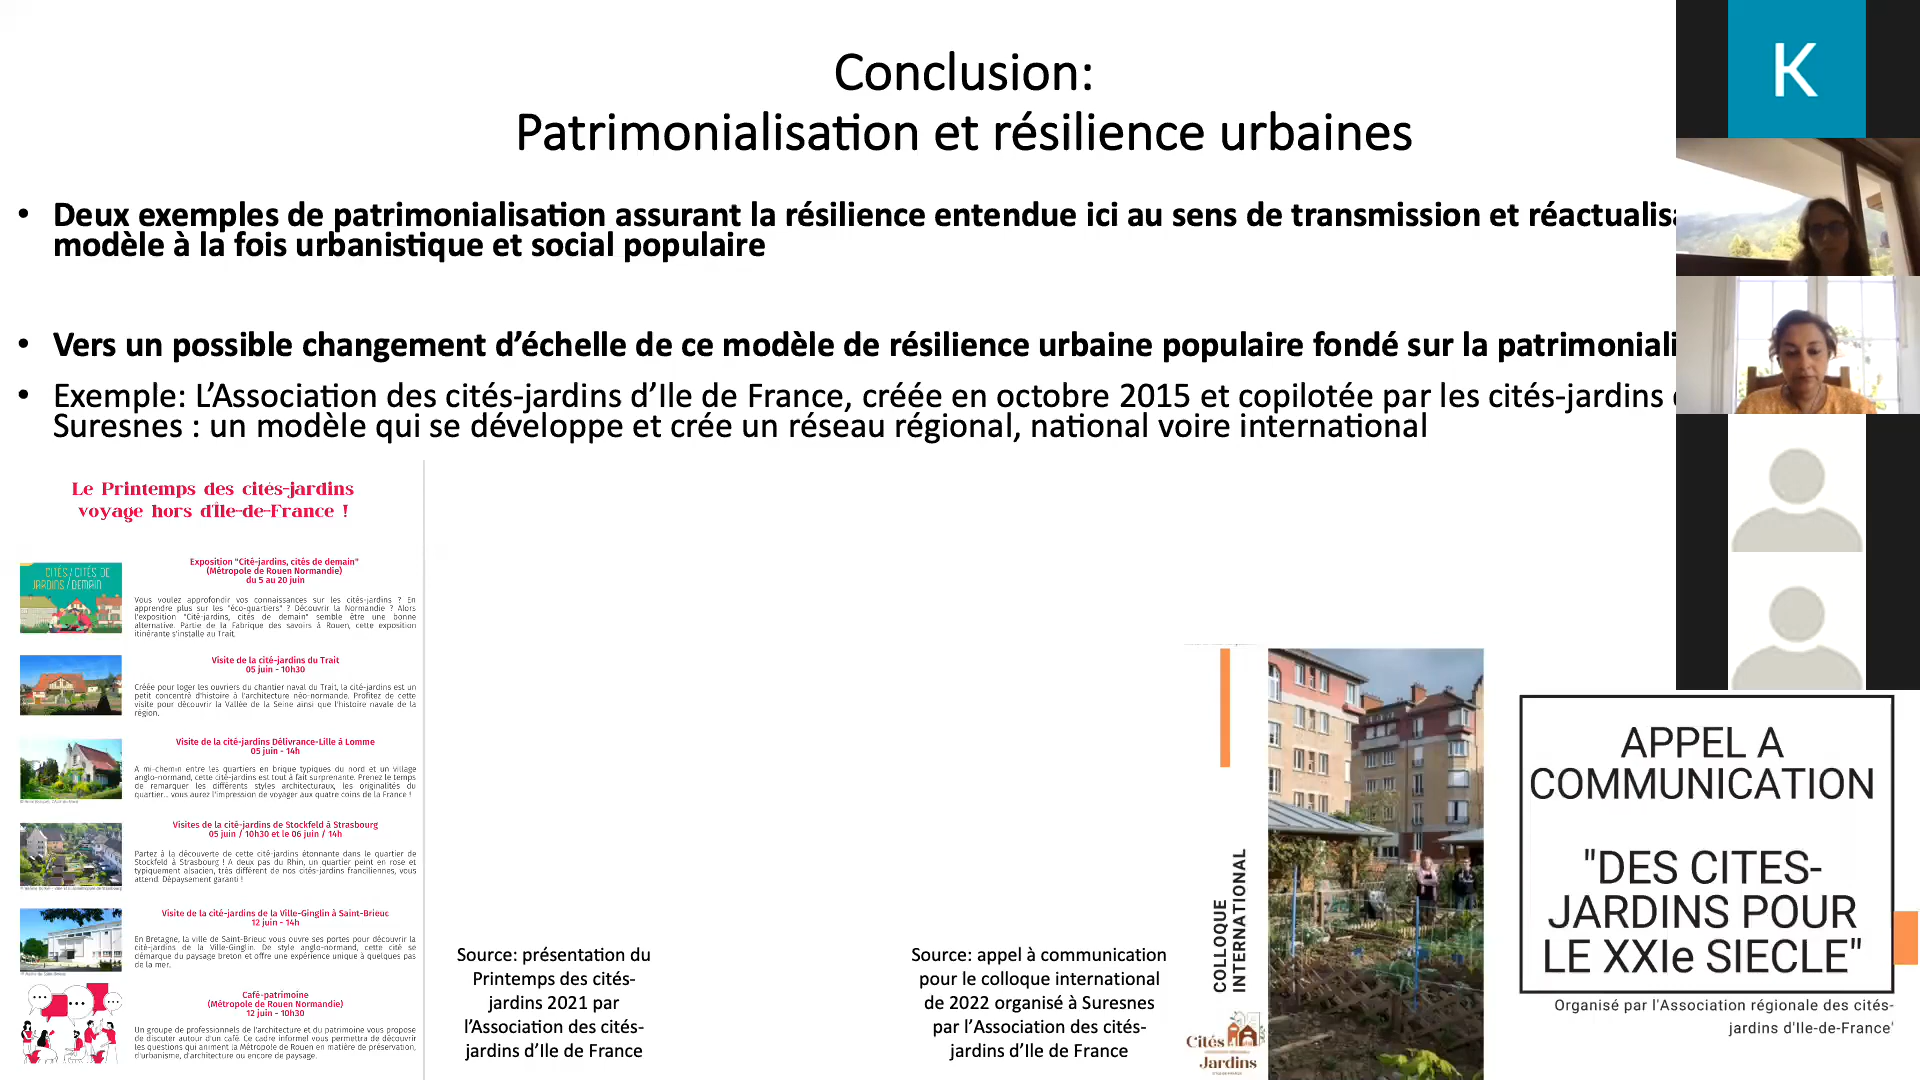 Conclusion:
Patrimonialisation et résilience urbaines
K
• Deux exemples de patrimonialisation assurant la résilience entendue ici au sens de transmission et réactualisa
modèle à la fois urbanistique et social populaire
• Vers un possible changement d’échelle de ce modèle de résilience urbaine populaire fondé sur la patrimoniali
• Exemple: L’Association des cités-jardins d’Ile de France, créée en octobre 2015 et copilotée par les cités-jardins
Suresnes : un modèle qui se développe et crée un réseau régional, national voire international
Le Printemps des cités-jardins
voyage hors d'Île-de-France !
CITÉS / CITÉS DE
JARDINS / DEMAIN
Exposition "Cité-jardins, cités de demain"
(Métropole de Rouen Normandie)
du 5 au 20 juin
Vous voulez approfondir vos connaissances sur les cités-jardins ? En
apprendre plus sur les "éco-quartiers" ? Découvrir la Normandie ? Alors
l'exposition "Cité-jardins, cités de demain" semble être une bonne
alternative. Partie de la Fabrique des savoirs à Rouen, cette exposition
itinérante s'installe au Trait.
Visite de la cité-jardins du Trait
05 juin - 10h30
Créée pour loger les ouvriers du chantier naval du Trait, la cité-jardins est un
petit concentré d'histoire à l'architecture néo-normande. Profitez de cette
visite pour découvrir la Vallée de la Seine ainsi que l'histoire navale de la
région.
Visite de la cité-jardins Délivrance-Lille à Lomme
05 juin - 14h
A mi-chemin entre les quartiers en brique typiques du nord et un village
anglo-normand, cette cité-jardins est tout à fait surprenante. Prenez le temps
de remarquer les différents styles architecturaux, les originalités du
quartier... vous aurez l'impression de voyager aux quatre coins de la France !
Visites de la cité-jardins de Stockfeld à Strasbourg
05 juin / 10h30 et le 06 juin / 14h
Partez à la découverte de cette cité-jardins étonnante dans le quartier de
Stockfeld à Strasbourg ! A deux pas du Rhin, un quartier peint en rose et
typiquement alsacien, très différent de nos cités-jardins franciliennes, vous
attend. Dépaysement garanti !
Visite de la cité-jardins de la Ville-Ginglin à Saint-Brieuc
12 juin - 14h
En Bretagne, la ville de Saint-Brieuc vous ouvre ses portes pour découvrir la
cité-jardins de la Ville-Ginglin. De style anglo-normand, cette cité se
démarque du paysage breton et offre une expérience unique à quelques pas
de la mer.
Café-patrimoine
(Métropole de Rouen Normandie)
12 juin - 10h30
Un groupe de professionnels de l'architecture et du patrimoine vous propose
de discuter autour d'un café. Ce cadre informel vous permettra de découvrir
les questions qui animent la Métropole de Rouen en matière de préservation,
d'urbanisme, d'architecture ou encore de paysage.
Source: présentation du
Printemps des cités-
jardins 2021 par
l’Association des cités-
jardins d’Ile de France
Source: appel à communication
pour le colloque international
de 2022 organisé à Suresnes
par l’Association des cités-
jardins d’Ile de France
COLLOQUE
INTERNATIONAL
Cités
Jardins
APPEL A
COMMUNICATION
"DES CITES-
JARDINS POUR
LE XXIe SIECLE"
Organisé par l'Association régionale des cités-
jardins d'Ile-de-France'